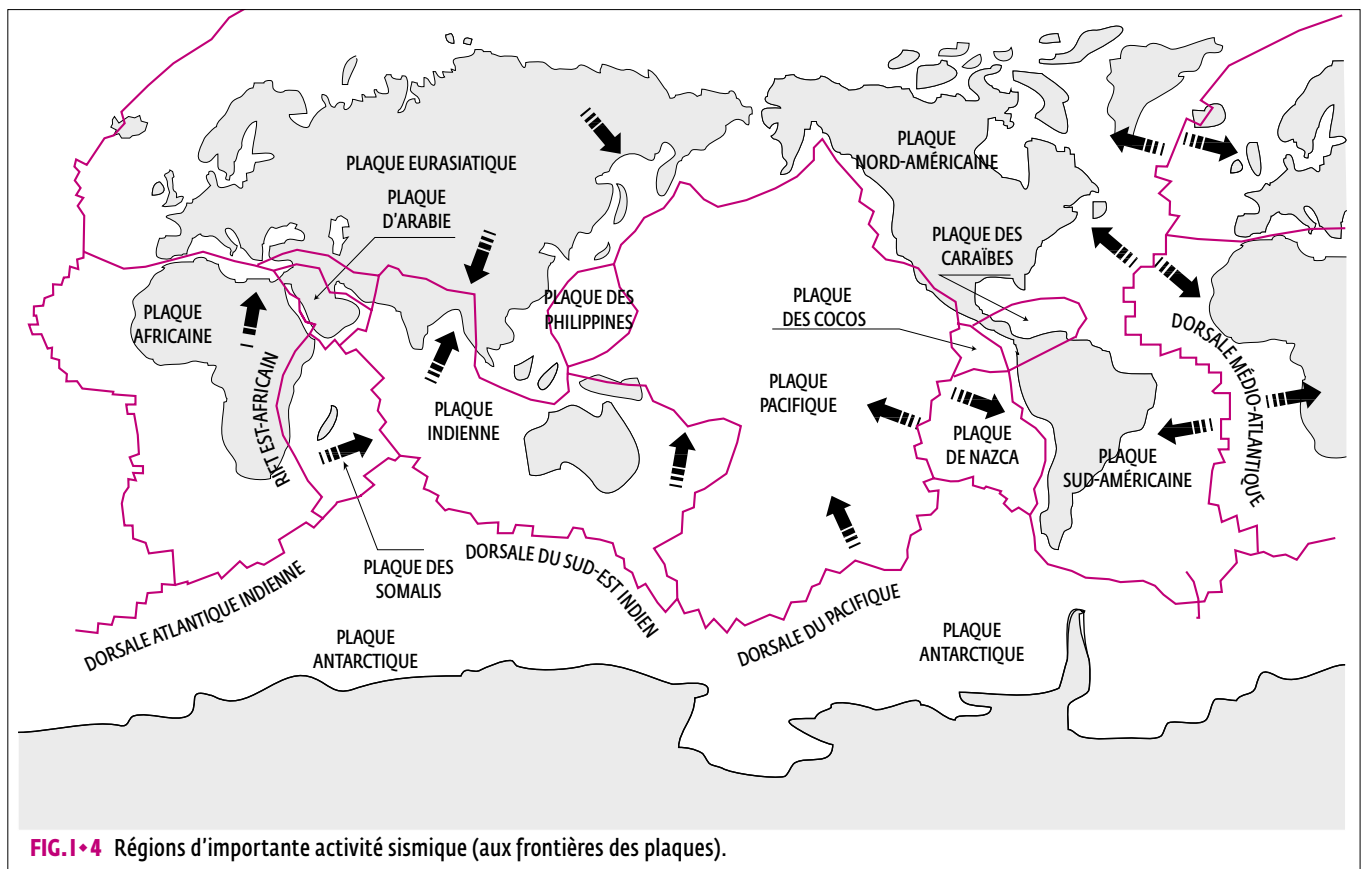 PLAQUE EURASIATIQUE
PLAQUE
D'ARABIE
PLAQUE
NORD-AMÉRICAINE
PLAQUE DES
CARAÏBES
PLAQUE
AFRICAINE
PLAQUE DES
PHILIPPINES
PLAQUE
DES COCOS
DORSALE MÉDIO-ATLANTIQUE
RIFT EST-AFRICAIN
PLAQUE
INDIENNE
PLAQUE
PACIFIQUE
PLAQUE
DE NAZCA
PLAQUE
SUD-AMÉRICAINE
PLAQUE DES
SOMALIS
DORSALE ATLANTIQUE INDIENNE
DORSALE DU SUD-EST INDIEN
DORSALE DU PACIFIQUE
PLAQUE
ANTARCTIQUE
PLAQUE
ANTARCTIQUE
FIG.I•4 Régions d'importante activité sismique (aux frontières des plaques).